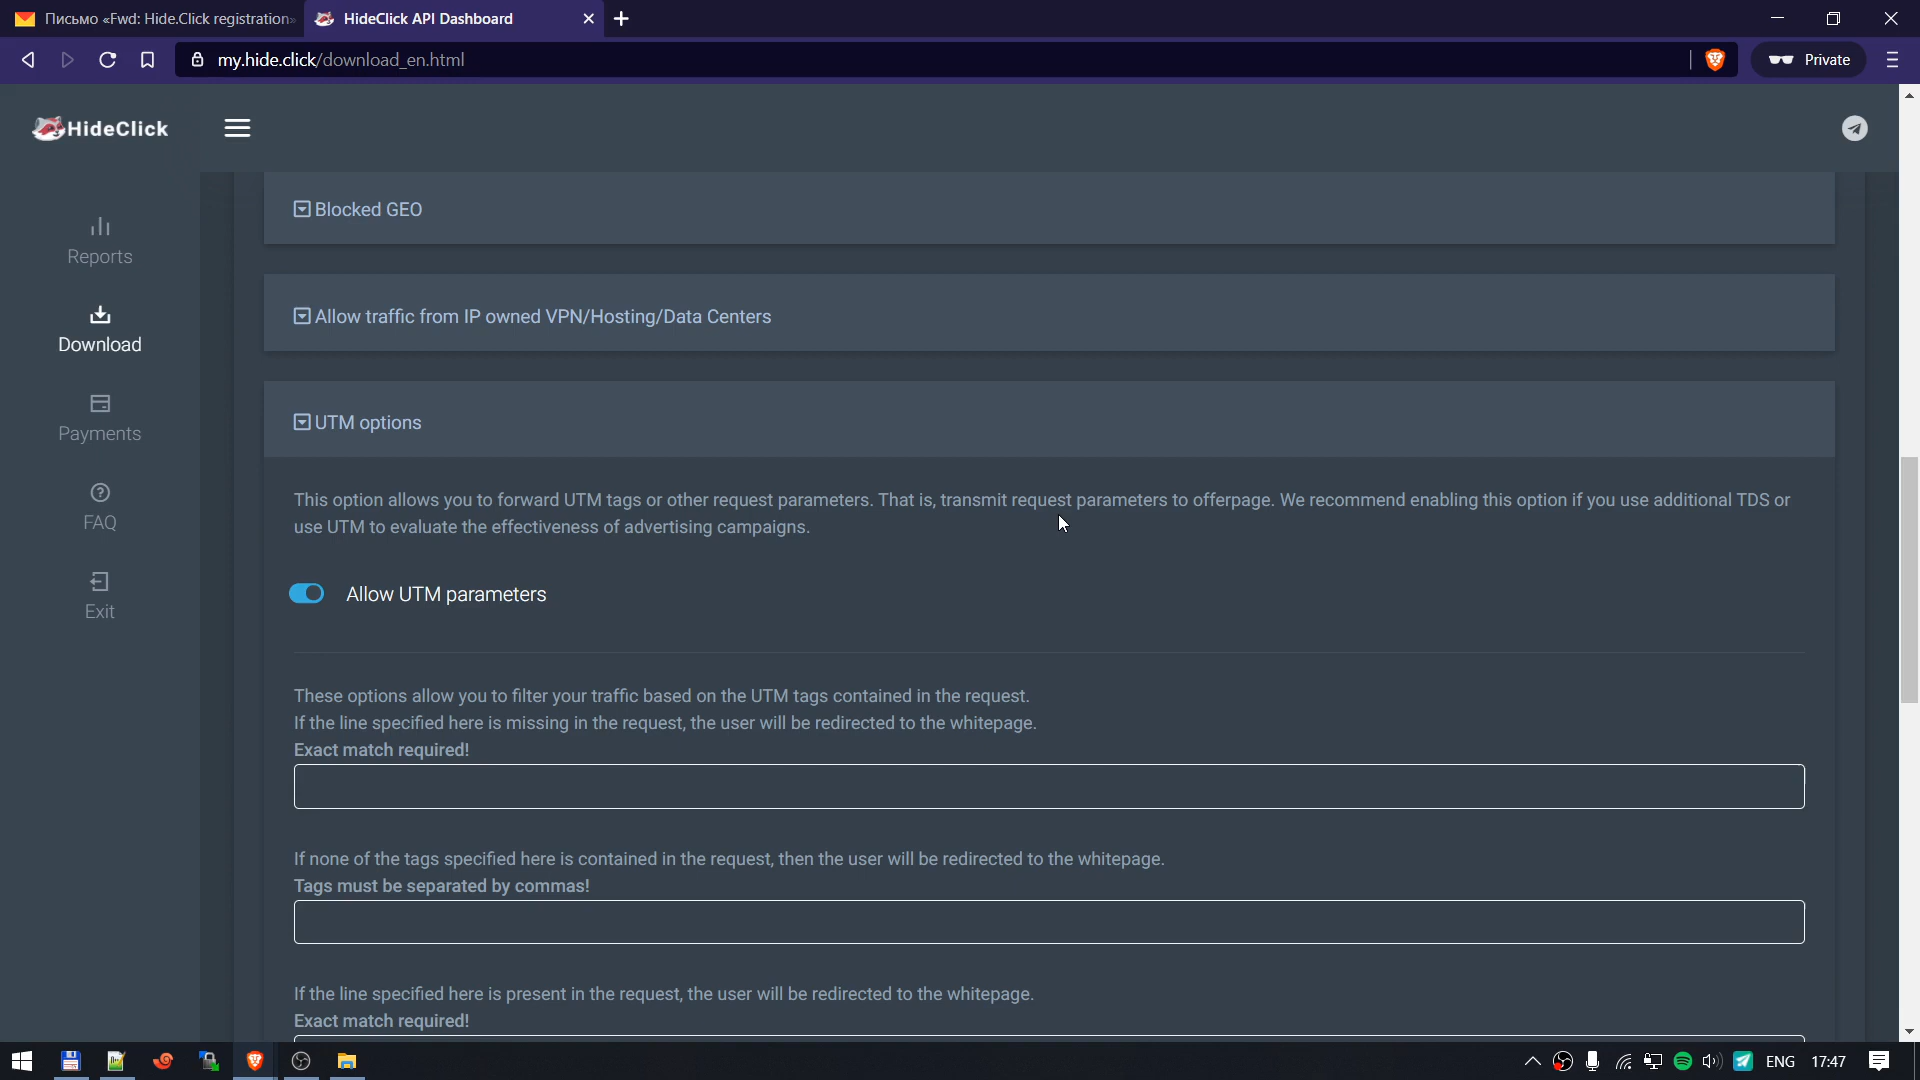 Письмо «Fwd: Hide.Click registration»
HideClick API Dashboard
my.hide.click/download_en.html
Private
HideClick
Reports
Download
Payments
FAQ
Exit
Blocked GEO
Allow traffic from IP owned VPN/Hosting/Data Centers
UTM options
This option allows you to forward UTM tags or other request parameters. That is, transmit request parameters to offerpage. We recommend enabling this option if you use additional TDS or
use UTM to evaluate the effectiveness of advertising campaigns.
Allow UTM parameters
These options allow you to filter your traffic based on the UTM tags contained in the request.
If the line specified here is missing in the request, the user will be redirected to the whitepage.
Exact match required!
If none of the tags specified here is contained in the request, then the user will be redirected to the whitepage.
Tags must be separated by commas!
If the line specified here is present in the request, the user will be redirected to the whitepage.
Exact match required!
ENG
17:47